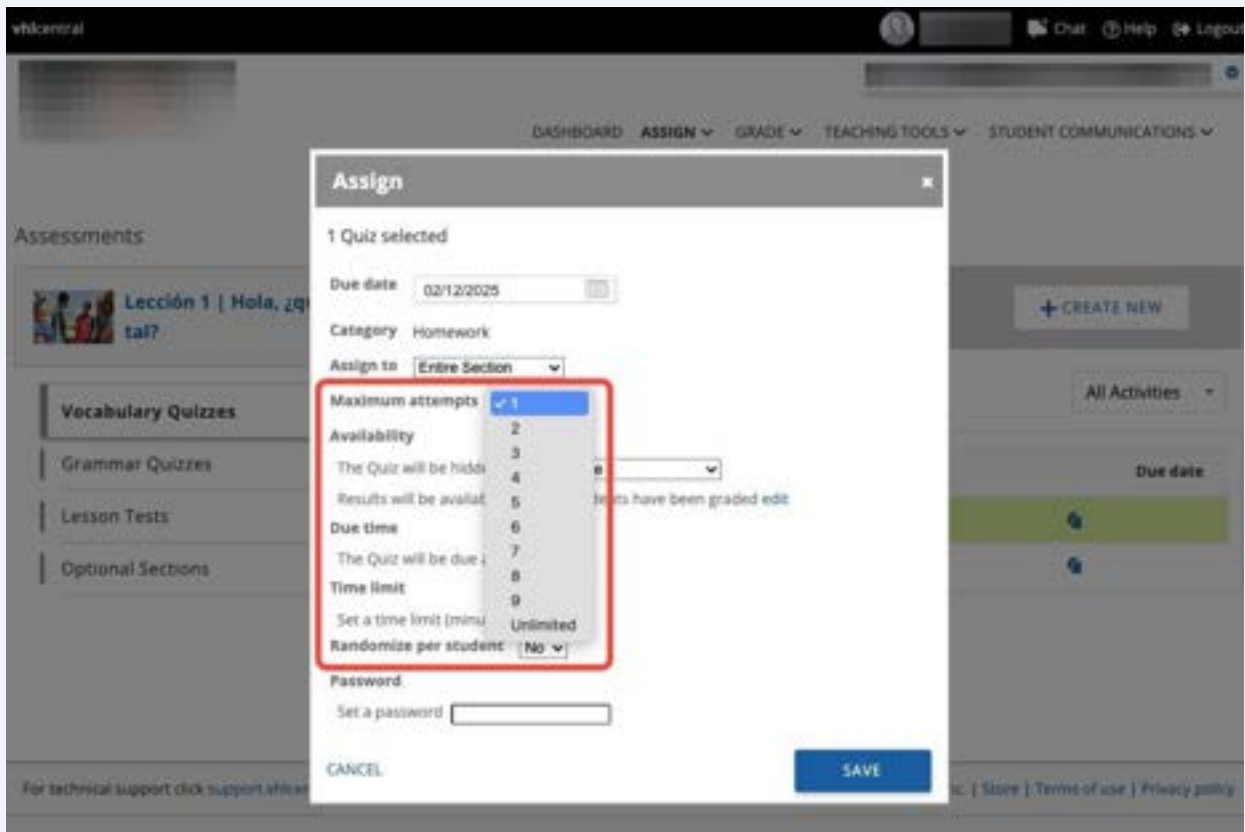 vhlcentral
Chat Help Logout
DASHBOARD ASSIGN GRADE TEACHING TOOLS STUDENT COMMUNICATIONS
Assign
Assessments
1 Quiz selected
Due date 02/12/2025
Lección 1 | Hola, ¿qu
tal?
+ CREATE NEW
Category Homework
Assign to Entire Section
Maximum attempts ✓ 1
All Activities
Vocabulary Quizzes
2
Availability
3
Grammar Quizzes
The Quiz will be hidde
Due date
4
Results will be availab ents have been graded edit
5
Lesson Tests
Due time
6
The Quiz will be due a
7
Optional Sections
Time limit
8
9
Set a time limit (minu
Unlimited
Randomize per student No
Password
Set a password
CANCEL SAVE
For technical support click support.vhlcen
| Store | Terms of use | Privacy policy